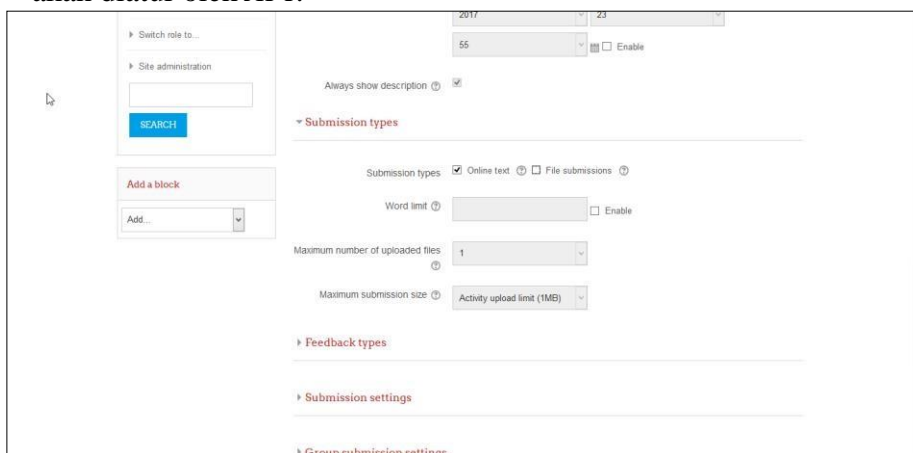 2017 23
Switch role to...
55 Enable
Site administration
Always show description
SEARCH
Submission types
Submission types Online text File submissions
Add a block
Word limit Enable
Add...
Maximum number of uploaded files 1
Maximum submission size Activity upload limit (1MB)
Feedback types
Submission settings
Group submission settings